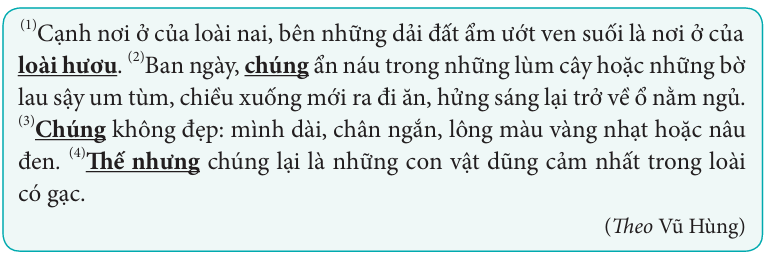 (1)Cạnh nơi ở của loài nai, bên những dải đất ẩm ướt ven suối là nơi ở của
loài hươu. (2)Ban ngày, chúng ẩn náu trong những lùm cây hoặc những bờ
lau sậy um tùm, chiều xuống mới ra đi ăn, hửng sáng lại trở về ổ nằm ngủ.
(3)Chúng không đẹp: mình dài, chân ngắn, lông màu vàng nhạt hoặc nâu
đen. (4)Thế nhưng chúng lại là những con vật dũng cảm nhất trong loài
có gạc.
(Theo Vũ Hùng)